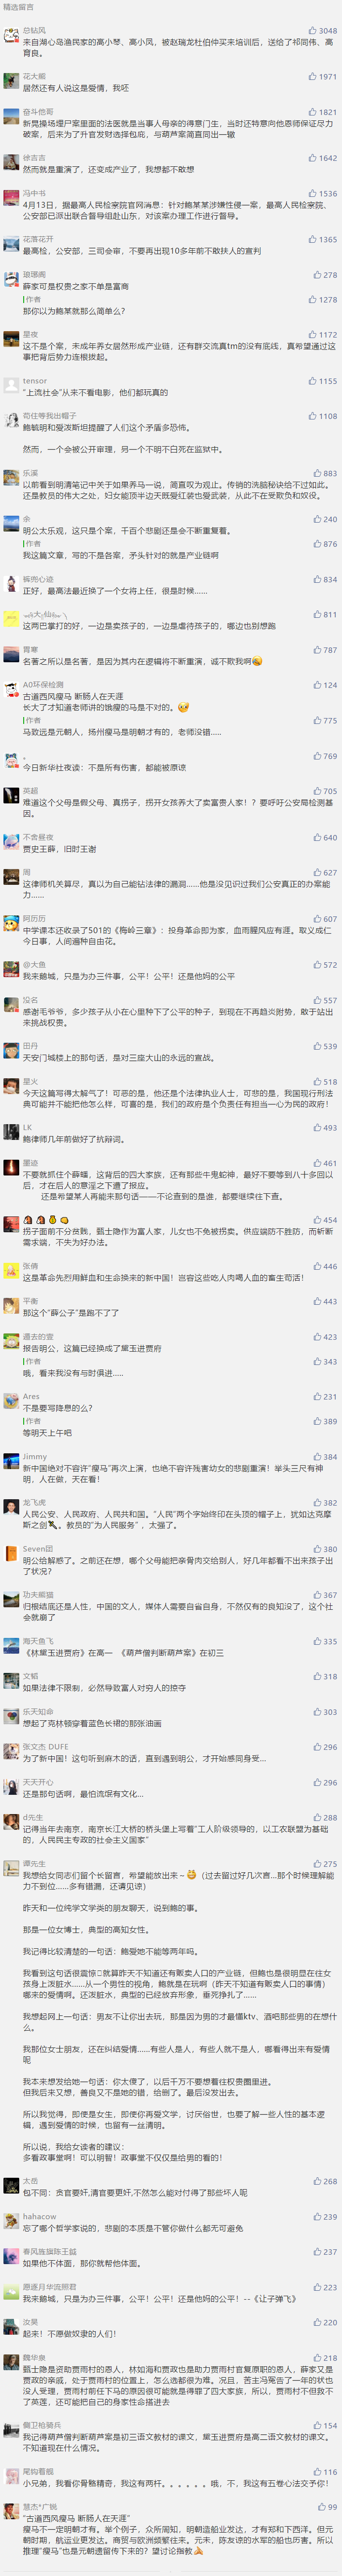 精选留言
总钻风
3048
来自湖心岛渔民家的高小琴、高小凤，被赵瑞龙杜伯仲买来培训后，送给了祁同伟、高
育良。
花大姐
1971
居然还有人说这是爱情，我呸
奋斗他哥
1821
新晃操场埋尸案里面的法医就是当事人母亲的得意门生，当时还特意向他恩师保证尽力
破案，后来为了升官发财选择包庇，与葫芦案简直同出一辙
徐吉吉
1642
然而就是重演了，还变成产业了，我想都不敢想
冯中书
1536
4月13日，据最高人民检察院官网消息：针对鲍某某涉嫌性侵一案，最高人民检察院、
公安部已派出联合督导组赴山东，对该案办理工作进行督导。
花落花开
1365
最高检，公安部，三司会审，不要再出现10多年前不敢扶人的宣判
琅琊阁
278
薛家可是权贵之家不单是富商
作者
1278
那你以为鲍某就那么简单么？
星夜
1172
这不是个案，未成年养女居然形成产业链，还有群交流真tm的没有底线，真希望通过这
事把背后势力连根拔起。
tensor
1155
“上流社会”从来不看电影，他们都玩真的
苟住等我出帽子
1108
鲍毓明和爱泼斯坦提醒了人们这个矛盾多恐怖。
然而，一个会被公开审理，另一个不明不白死在监狱中。
乐溪
883
以前看到明清笔记中关于如果养马一说，简直叹为观止。传销的洗脑秘诀给不过如此。
还是教员的伟大之处，妇女能顶半边天既爱红装也爱武装，从此不在受欺负和奴役。
余
240
明公太乐观，这只是个案，千百个悲剧还是会不断重复着。
作者
876
我这篇文章，写的不是各案，矛头针对的就是产业链啊
834
正好，最高法最近换了一个女将上任，很是时候……
大 仙
811
这两巴掌打的好，一边是卖孩子的，一边是虐待孩子的，哪边也别想跑
胃寒
787
名著之所以是名著，是因为其内在逻辑将不断重演，诚不欺我啊
A0环保检测
124
古道西风瘦马 断肠人在天涯
长大了才知道老师讲的饿瘦的马是不对的。
作者
775
马致远是元朝人，扬州瘦马是明朝才有的，老师没错.....
。
769
今日新华社夜读：不是所有伤害，都能被原谅
英超
705
难道这个父母是假父母、真拐子，拐开女孩养大了卖富贵人家！？要呼吁公安局检测基
因。
不舍昼夜
640
贾史王薛，旧时王谢
周
627
这律师机关算尽，真以为自己能钻法律的漏洞……他是没见识过我们公安真正的办案能
力……
阿历历
607
中学课本还收录了501的《梅岭三章》：投身革命即为家，血雨腥风应有涯。取义成仁
今日事，人间遍种自由花。
@大鱼
572
我来鹅城，只是为办三件事，公平！公平！还是他妈的公平
没名
557
感谢毛爷爷，多少孩子从小在心里种下了公平的种子，到现在不再趋炎附势，敢于站出
来挑战权贵。
田丹
539
天安门城楼上的那句话，是对三座大山的永远的宣战。
星火
518
今天这篇写得太解气了！可恶的是，他还是个法律执业人士，可悲的是，我国现行刑法
典可能并不能把他怎么样，可喜的是，我们的政府是个负责任有担当一心为民的政府！
LK
493
鲍律师几年前做好了抗辩词。
墨迹
461
不要就抓住个薛蟠，这背后的四大家族，还有那些牛鬼蛇神，最好不要等到八十多回以
后，才在后人的意淫之下遭了报应。
还是希望某人再能来那句话——不论查到的是谁，都要继续往下查。
454
拐子面前不分贫贱，甄士隐作为富人家，儿女也不免被拐卖。供应端防不胜防，而斩断
需求端，不失为好办法。
张倩
446
这是革命先烈用鲜血和生命换来的新中国！岂容这些吃人肉喝人血的畜生苟活！
平衡
443
那这个“薛公子”是跑不了了
遁去的壹
423
报告明公，这篇已经换成了黛玉进贾府
作者
343
哦，看来我没有与时俱进.....
Ares
231
不是要写降息的么？
作者
389
等明天上午吧
Jimmy
384
新中国绝对不容许“瘦马”再次上演，也绝不容许残害幼女的悲剧重演！举头三尺有神
明，人在做，天在看！
龙飞虎
382
人民公安、人民政府、人民共和国。“人民”两个字始终印在头顶的帽子上，犹如达克摩
斯之剑。教员的“为人民服务”，太强了。
Seven团
380
明公给解惑了。之前还在想，哪个父母能把亲骨肉交给别人，好几年都看不出来孩子出
了状况？
功夫熊猫
367
归根结底还是人性，中国的文人，媒体人需要自省自身，不然仅有的良知没了，这个社
会就崩了
海天鱼飞
335
《林黛玉进贾府》在高一 《葫芦僧判断葫芦案》在初三
文韬
318
如果法律不限制，必然导致富人对穷人的掠夺
乐天知命
303
想起了克林顿穿着蓝色长裙的那张油画
张文杰 DUFE
296
为了新中国！这句听到麻木的话，直到遇到明公，才开始感同身受…
天天开心
296
还是那句话啊，最怕流氓有文化…
d先生
288
记得当年去南京，南京长江大桥的桥头堡上写着“工人阶级领导的，以工农联盟为基础
的，人民民主专政的社会主义国家”
谭先生
275
我想给女同志们留个长留言，希望能放出来～（过去留过好几次言…那个时候理解能
力不到位……多有错漏，还请见谅）
昨天和一位纯学文学类的朋友聊天，说到鲍的事。
那是一位女博士，典型的高知女性。
我记得比较清楚的一句话：鲍爱她不能等两年吗。
我看到这句话很震惊 就算昨天不知道还有贩卖人口的产业链，但鲍也是很明显在往女
孩身上泼脏水……从一个男性的视角，鲍就是在玩啊（昨天不知道有贩卖人口的事情）
哪来的爱情啊。还泼脏水，典型的已经放弃形象，垂死挣扎了……
我想起网上一句话：男友不让你出去玩，那是因为男的才最懂ktv、酒吧那些男的在想什
么。
我那位女士朋友，还在纠结爱情……有些人是人，有些人就不是人，哪看得出来有爱情
呢
我本来想发给她一句话：你太傻了，以后千万不要想着往权贵圈里进。
但我后来又想，善良又不是她的错，给删了。最后没发出去。
所以我觉得，即使是女生，即使你再爱文学，讨厌俗世，也要了解一些人性的基本逻
辑，遇到爱情的时候，也留有一丝清明。
所以说，我给女读者的建议：
多看政事堂啊！可以明智！政事堂不仅仅是给男的看的！
太岳
268
包不同：贪官要奸，清官要更奸，不然怎么能对付得了那些坏人呢
hahacow
239
忘了哪个哲学家说的，悲剧的本质是不管你做什么都无可避免
春风族旗陈王蕊
237
如果他不体面，那你就帮他体面。
愿逐月华流照君
223
我来鹅城，只是为办三件事，公平！公平！还是他妈的公平！--《让子弹飞》
汝昊
220
起来！不愿做奴隶的人们！
魏华泉
218
甄士隐是资助贾雨村的恩人，林如海和贾政也是助力贾雨村官复原职的恩人，薛家又是
贾政的亲戚，处于贾雨村的位置上，怎么选都很为难。况且，苦主冯冤告了一年的状也
没人受理，贾雨村前任下马的原因很可能就是得罪了四大家族，所以，贾雨村不但救不
了英莲，还可能把自己的身家性命搭进去
偏卫枪骑兵
154
我记得葫芦僧判断葫芦案是初三语文教材的课文，黛玉进贾府是高二语文教材的课文。
不知道现在什么情况。
尾钩着粮
116
小兄弟，我看你骨骼精奇，我这有两杆。。。。。。哦，不，我这有五卷心法交予你！
慧杰*广锐
99
“古道西风瘦马 断肠人在天涯”
瘦马不一定明朝才有。举个例子，众所周知，明朝造船业发达，才有郑和下西洋。但元
朝时期，航运业更发达。商贸与欧洲频繁往来。元末，陈友谅的水军的船也厉害。所以
推理“瘦马”也是元朝遗留传下来的？望讨论指教